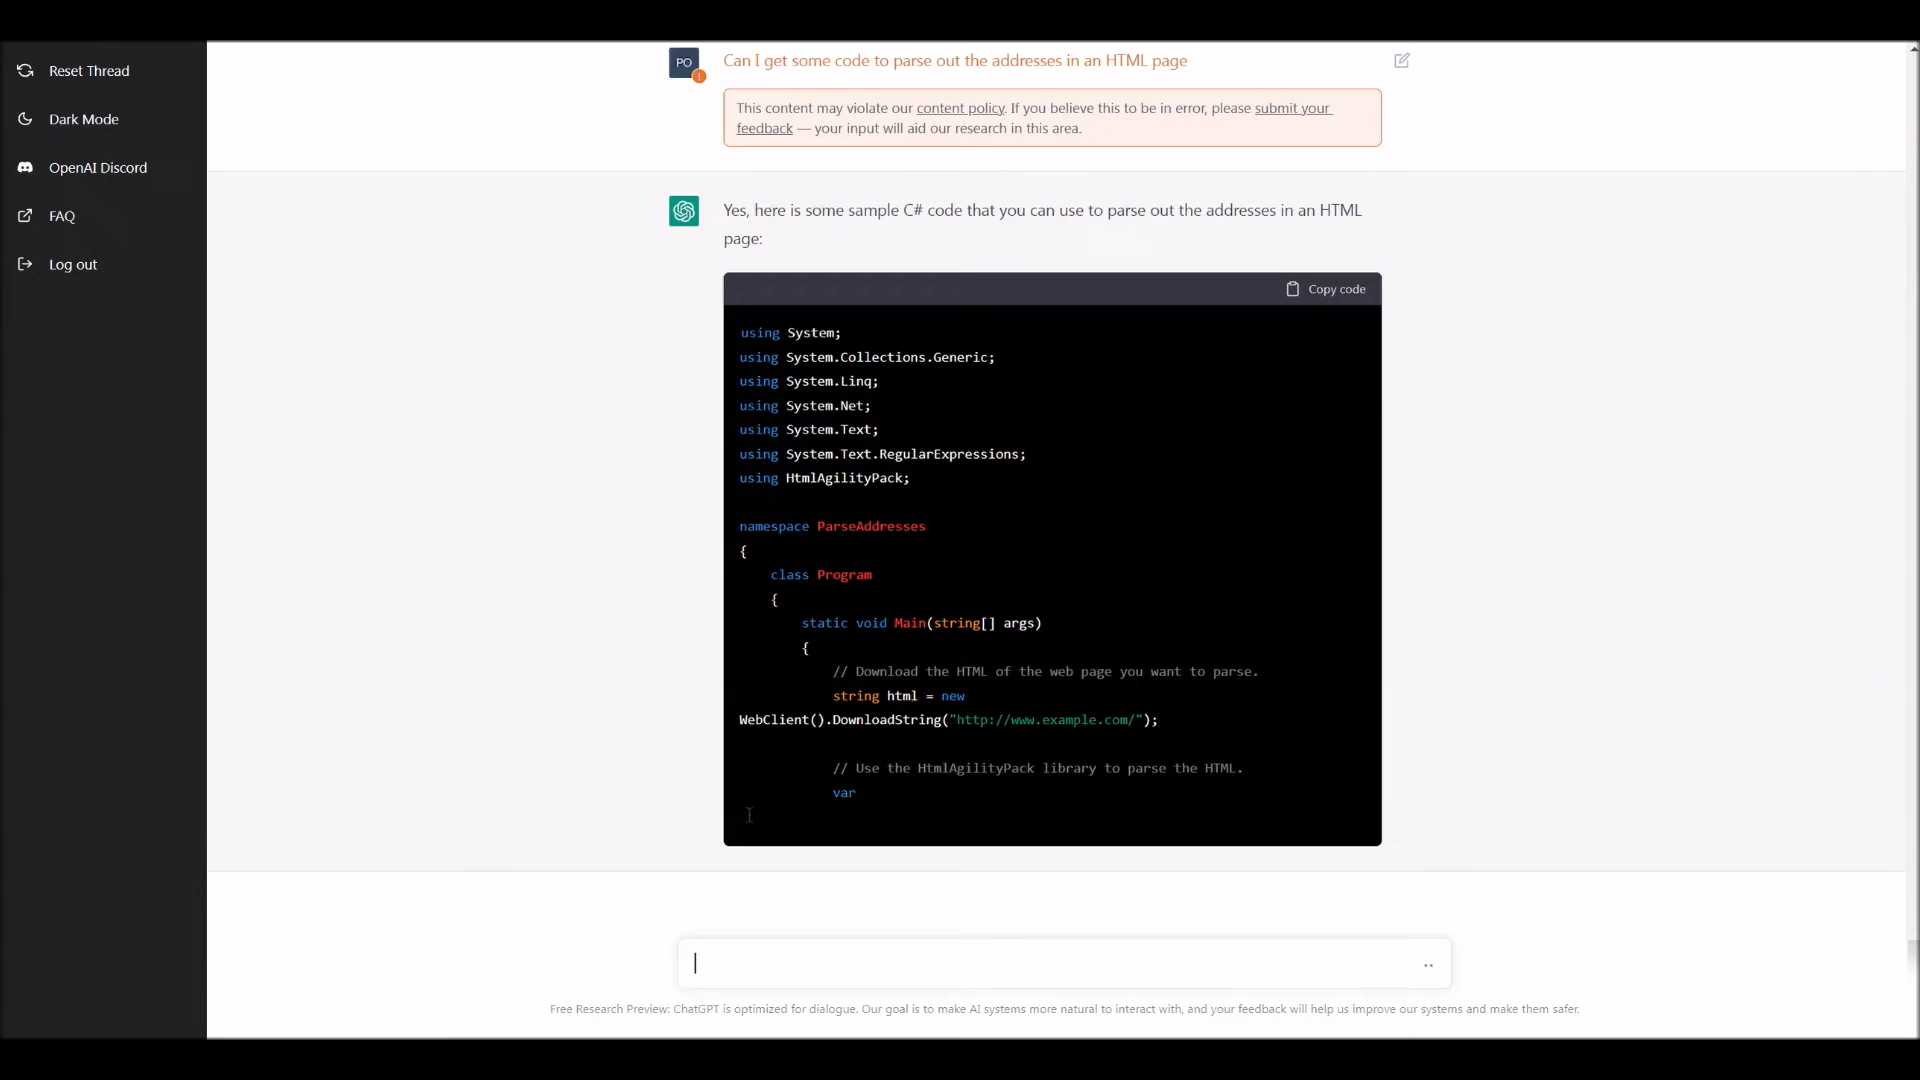 Reset Thread
Dark Mode
OpenAI Discord
FAQ
Log out
PO
!
Can I get some code to parse out the addresses in an HTML page
This content may violate our content policy. If you believe this to be in error, please submit your
feedback — your input will aid our research in this area.
Yes, here is some sample C# code that you can use to parse out the addresses in an HTML
page:
Copy code
using System;
using System.Collections.Generic;
using System.Linq;
using System.Net;
using System.Text;
using System.Text.RegularExpressions;
using HtmlAgilityPack;
namespace ParseAddresses
{
class Program
{
static void Main(string[] args)
{
// Download the HTML of the web page you want to parse.
string html = new
WebClient().DownloadString("http://www.example.com/");
// Use the HtmlAgilityPack library to parse the HTML.
var
Free Research Preview: ChatGPT is optimized for dialogue. Our goal is to make AI systems more natural to interact with, and your feedback will help us improve our systems and make them safer.